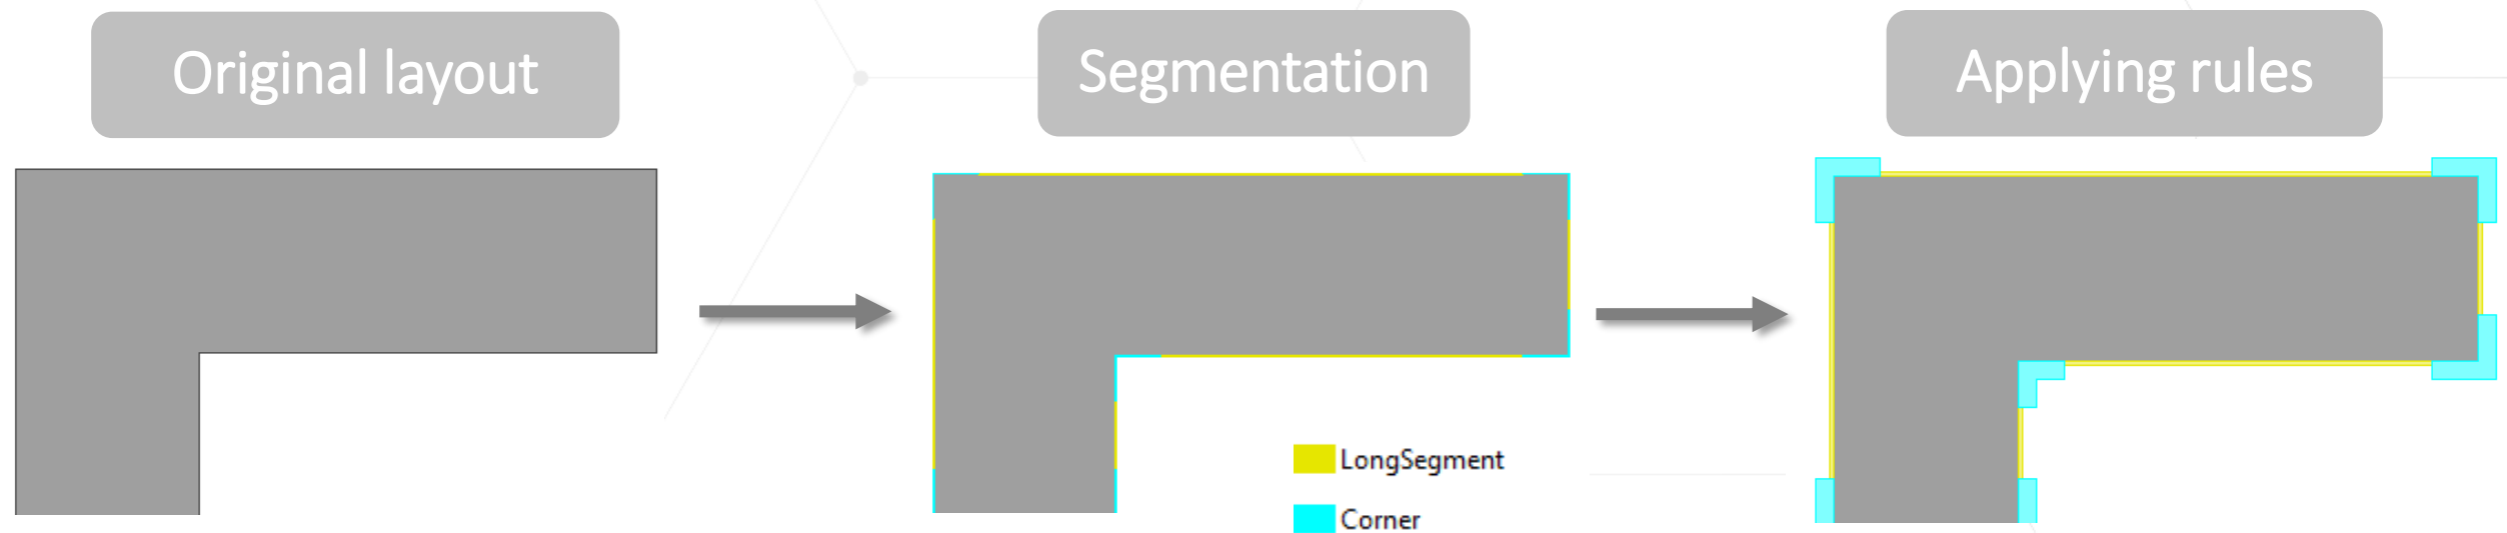 Original layout
Segmentation
Applying rules
LongSegment
Corner